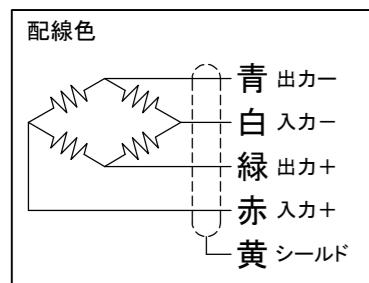 配線色
青 出力ー
白 入力－
緑 出力＋
赤 入力＋
黄 シールド